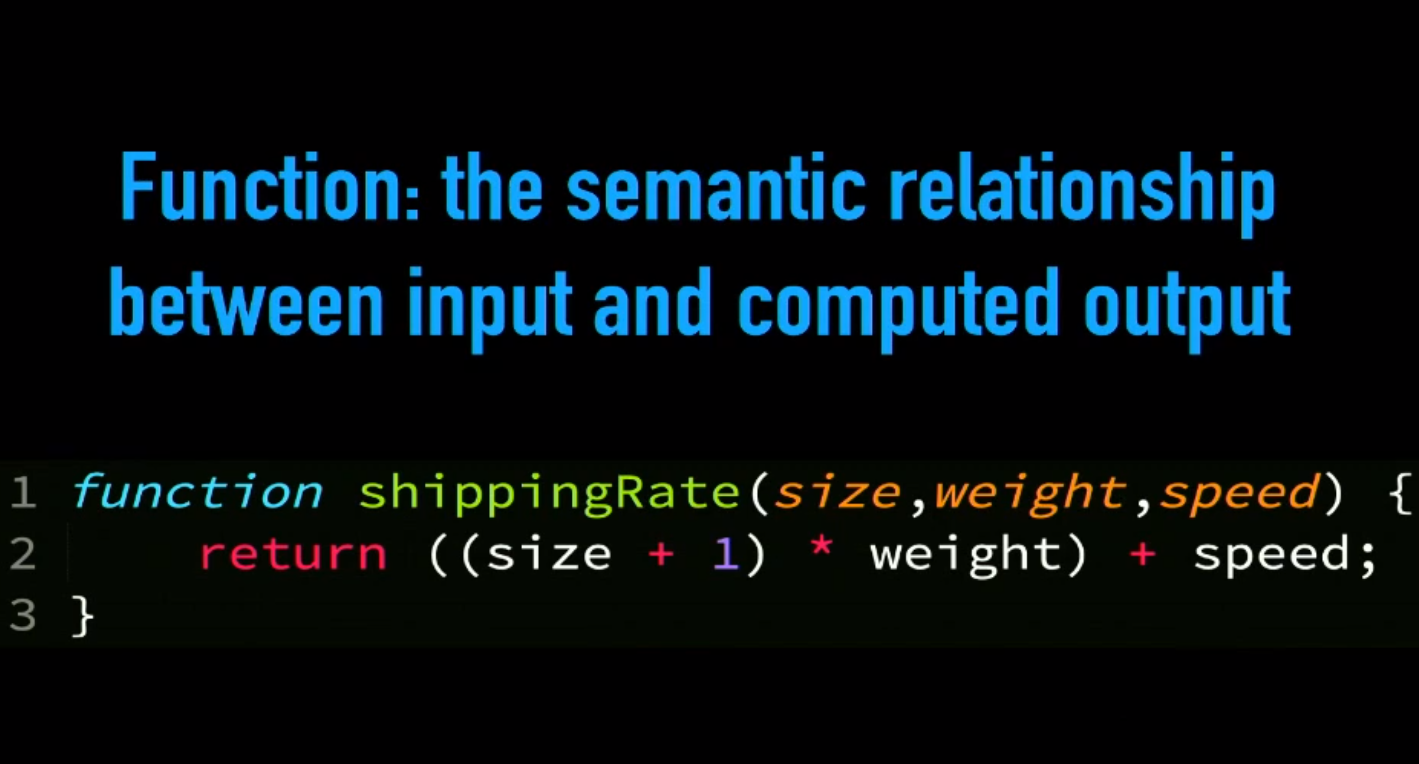 Function: the semantic relationship
between input and computed output
1 function shippingRate(size,weight,speed) {
2     return ((size + 1) * weight) + speed;
3 }